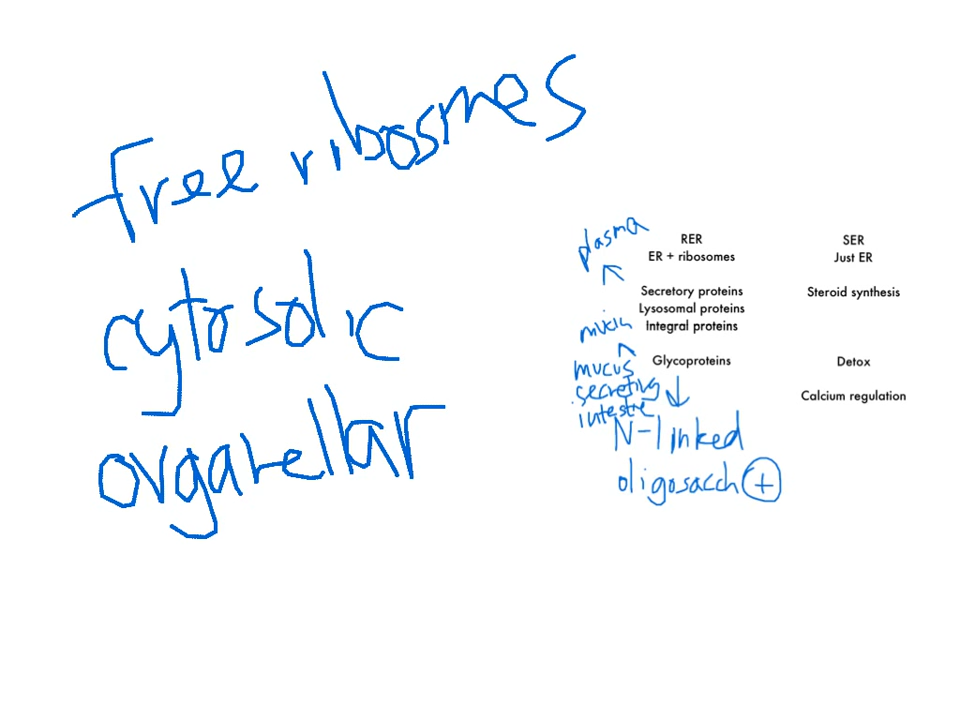 free ribosmes
cytosolic
organellar
plasma
RER
ER + ribosomes
Secretory proteins
Lysosomal proteins
Integral proteins
mucin
Glycoproteins
mucus
secreting
inteste
N-linked
oligosacch +
SER
Just ER
Steroid synthesis
Detox
Calcium regulation